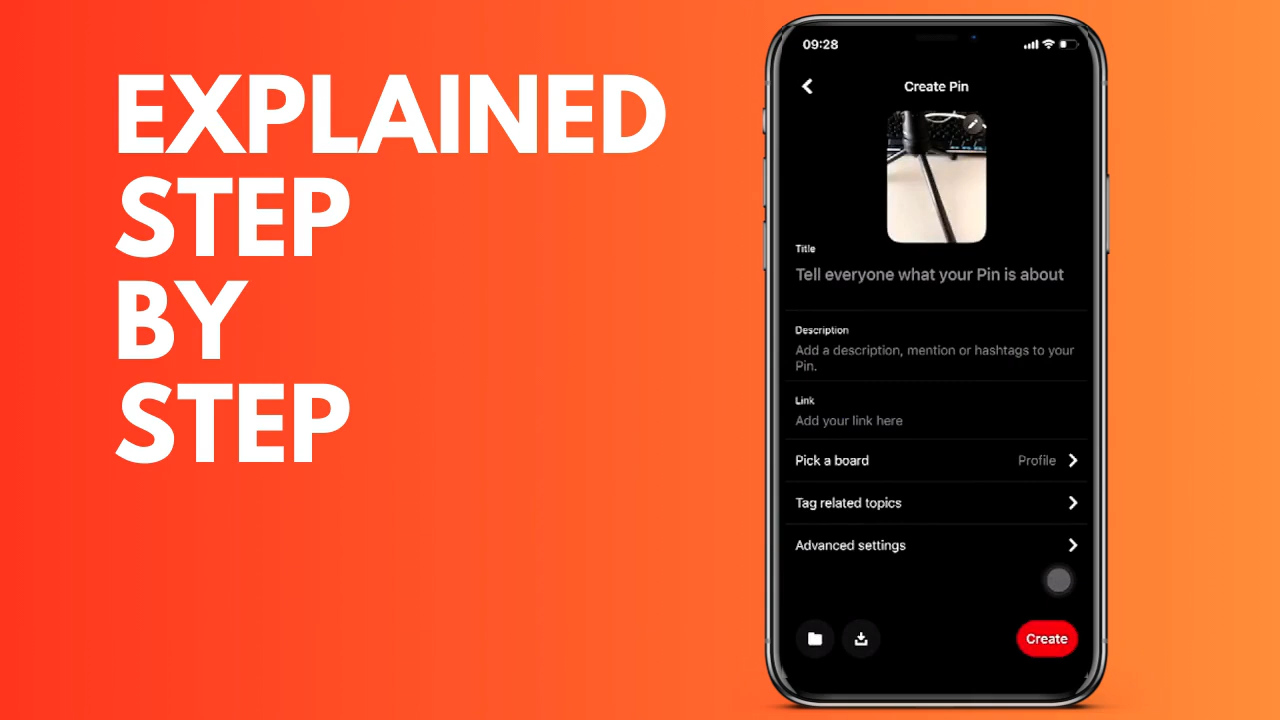 EXPLAINED
STEP
BY
STEP
09:28
Create Pin
Title
Tell everyone what your Pin is about
Description
Add a description, mention or hashtags to your
Pin.
Link
Add your link here
Pick a board Profile
Tag related topics
Advanced settings
Create